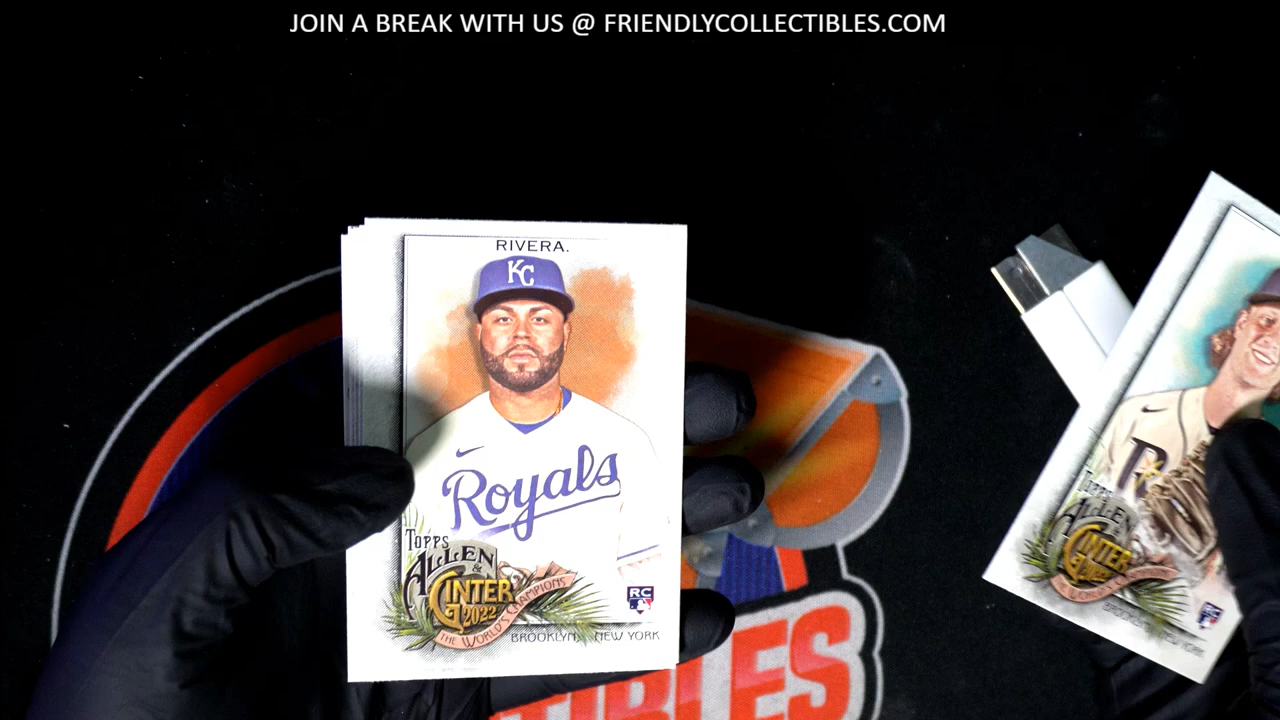 JOIN A BREAK WITH US @ FRIENDLYCOLLECTIBLES.COM
RIVERA.
KC
Royals
TOPPS
ALLEN
&
GINTER
2022
THE WORLD'S CHAMPIONS
BROOKLYN, NEW YORK
RC
R
TOPPS
ALLEN
GINTER
RC
TIBLES